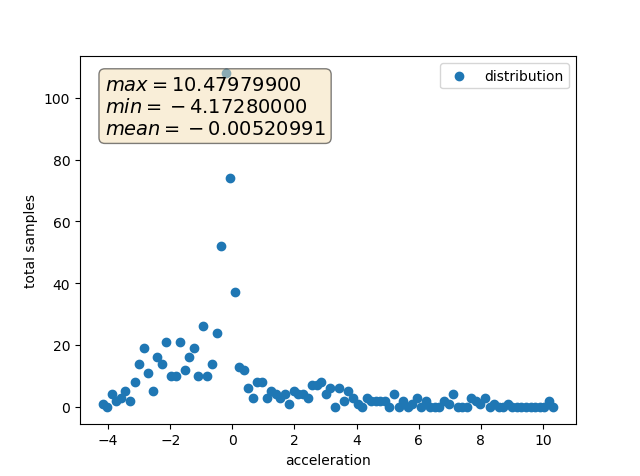 max = 10.47979900
min = −4.17280000
mean = −0.00520991
distribution
total samples
100
80
60
40
20
0
−4 −2 0 2 4 6 8 10
acceleration